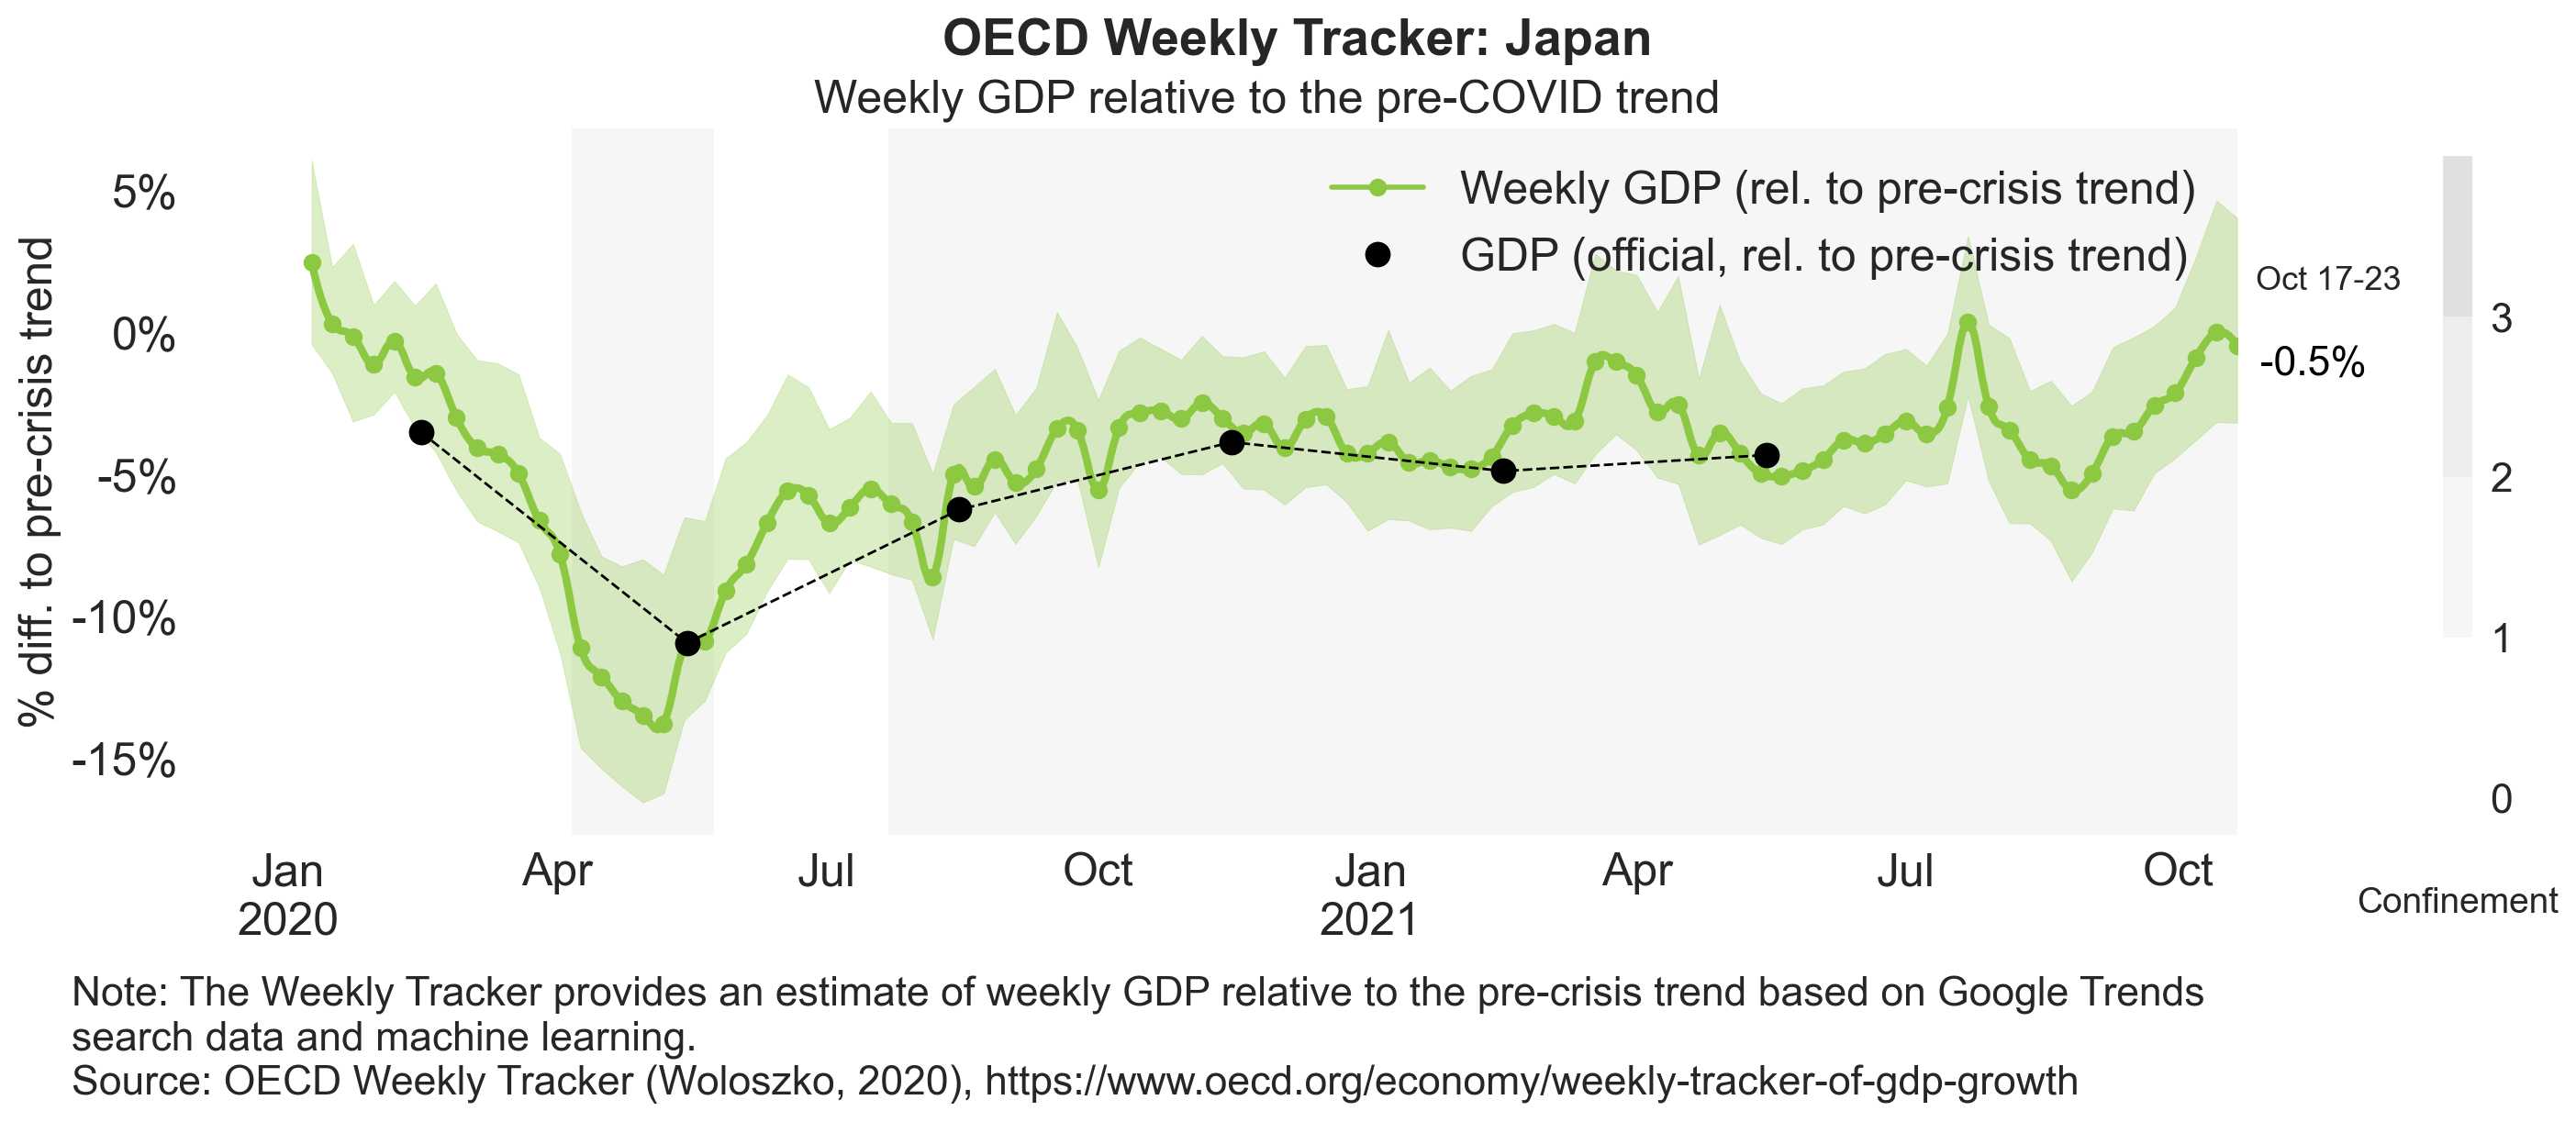 OECD Weekly Tracker: Japan
Weekly GDP relative to the pre-COVID trend
% diff. to pre-crisis trend
5%
0%
-5%
-10%
-15%
Weekly GDP (rel. to pre-crisis trend)
GDP (official, rel. to pre-crisis trend)
Oct 17-23
-0.5%
3
2
1
0
Confinement
Jan
2020
Apr
Jul
Oct
Jan
2021
Apr
Jul
Oct
Note: The Weekly Tracker provides an estimate of weekly GDP relative to the pre-crisis trend based on Google Trends
search data and machine learning.
Source: OECD Weekly Tracker (Woloszko, 2020), https://www.oecd.org/economy/weekly-tracker-of-gdp-growth